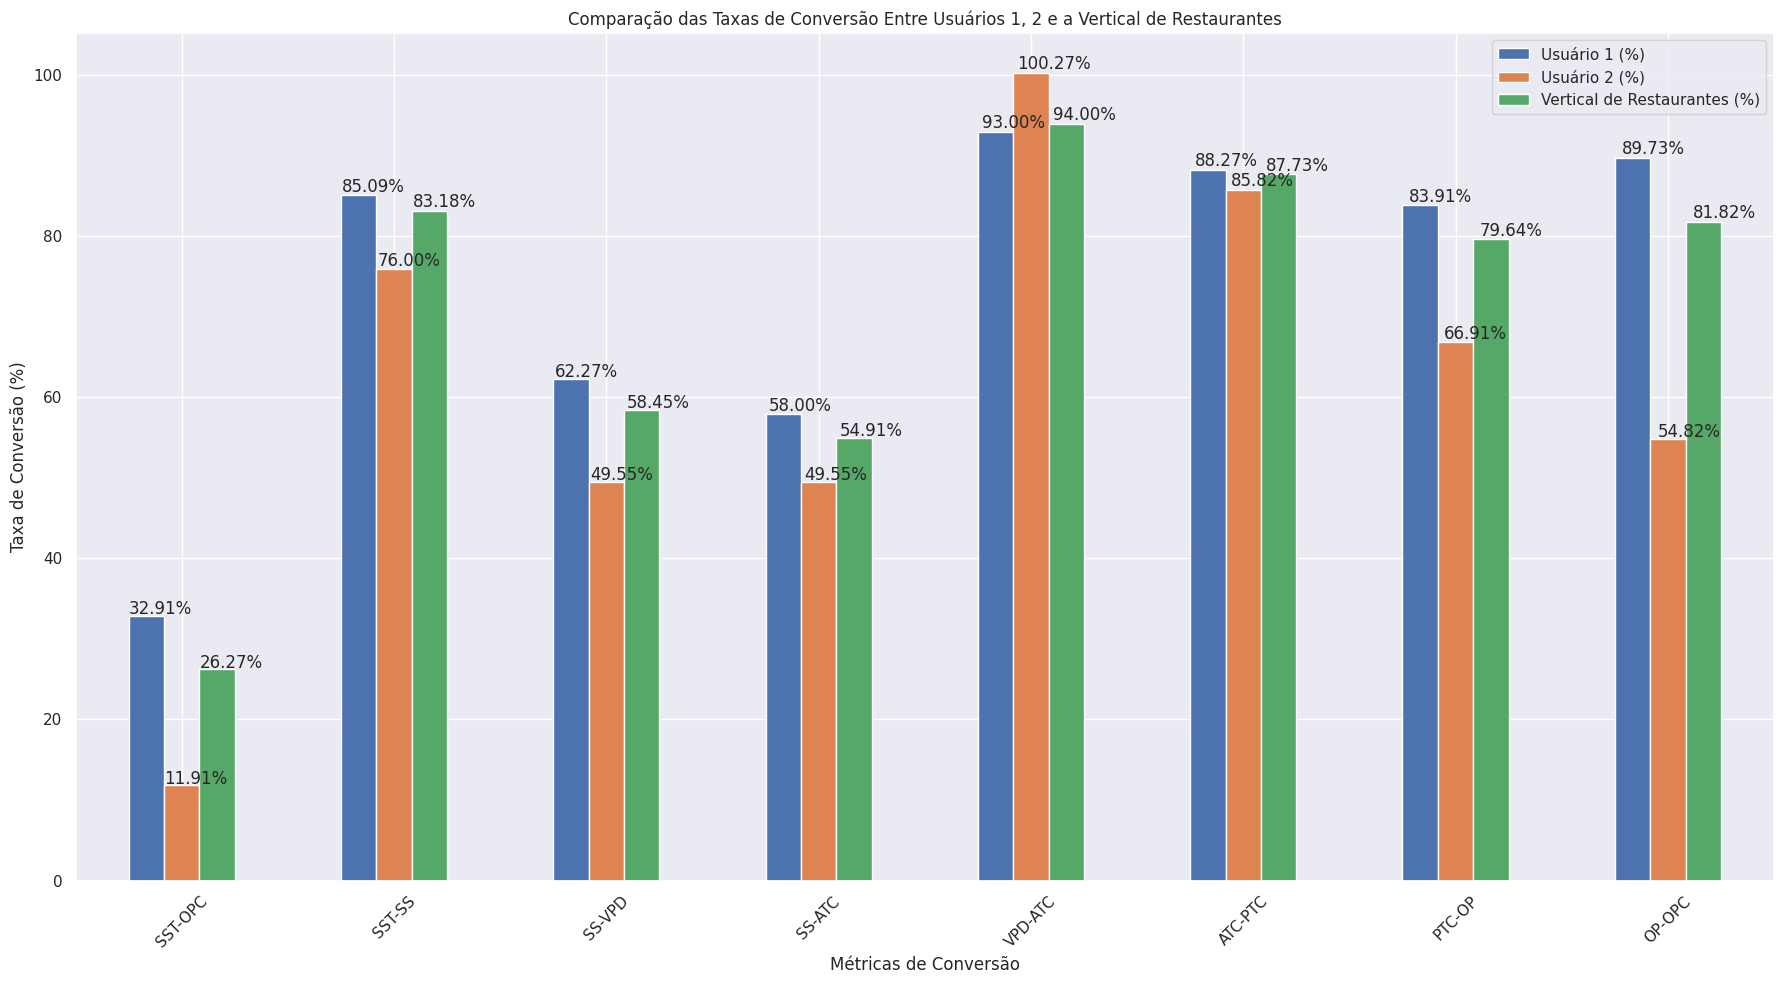 Comparação das Taxas de Conversão Entre Usuários 1, 2 e a Vertical de Restaurantes
Usuário 1 (%)
Usuário 2 (%)
Vertical de Restaurantes (%)
Taxa de Conversão (%)
100
80
60
40
20
0
32.91%
11.91%
26.27%
85.09%
76.00%
83.18%
62.27%
49.55%
58.45%
58.00%
49.55%
54.91%
93.00%
100.27%
94.00%
88.27%
85.82%
87.73%
83.91%
66.91%
79.64%
89.73%
54.82%
81.82%
SST-OPC
SST-SS
SS-VPD
SS-ATC
VPD-ATC
ATC-PTC
PTC-OP
OP-OPC
Métricas de Conversão